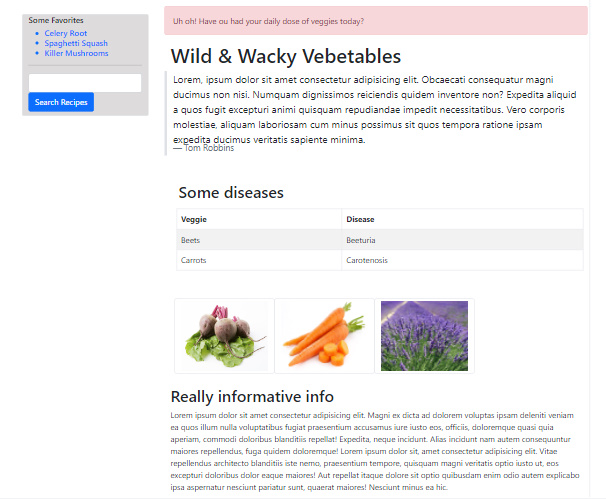 Some Favorites
Celery Root
Spaghetti Squash
Killer Mushrooms
Search Recipes
Uh oh! Have ou had your daily dose of veggies today?
Wild & Wacky Vebetables
Lorem, ipsum dolor sit amet consectetur adipisicing elit. Obcaecati consequatur magni
ducimus non nisi. Numquam dignissimos reiciendis quidem inventore non? Expedita aliquid
a quos fugit excepturi animi quisquam repudiandae impedit necessitatibus. Vero corporis
molestiae, aliquam laboriosam cum minus possimus sit quos tempora ratione ipsam
expedita ducimus veritatis sapiente minima.
— Tom Robbins
Some diseases
Veggie Disease
Beets Beeturia
Carrots Carotenosis
Really informative info
Lorem ipsum dolor sit amet consectetur adipisicing elit. Magni ex dicta ad dolorem voluptas ipsam deleniti veniam
ea quos illum nulla voluptatibus fugiat praesentium accusamus iure iusto eos, officiis, doloremque quasi quia
aperiam, commodi doloribus blanditiis repellat! Expedita, neque incidunt. Alias incidunt nam autem consequuntur
maiores repellendus, fuga quidem doloremque! Lorem ipsum dolor sit, amet consectetur adipisicing elit. Vitae
repellendus architecto blanditiis iste nemo, praesentium tempore, quisquam magni veritatis optio iusto ut, eos
excepturi doloribus dolor eaque maiores! Aut repellat itaque dolore sit optio quibusdam enim odio autem explicabo
ipsa aspernatur nesciunt pariatur sunt, quaerat maiores! Nesciunt minus ea hic.